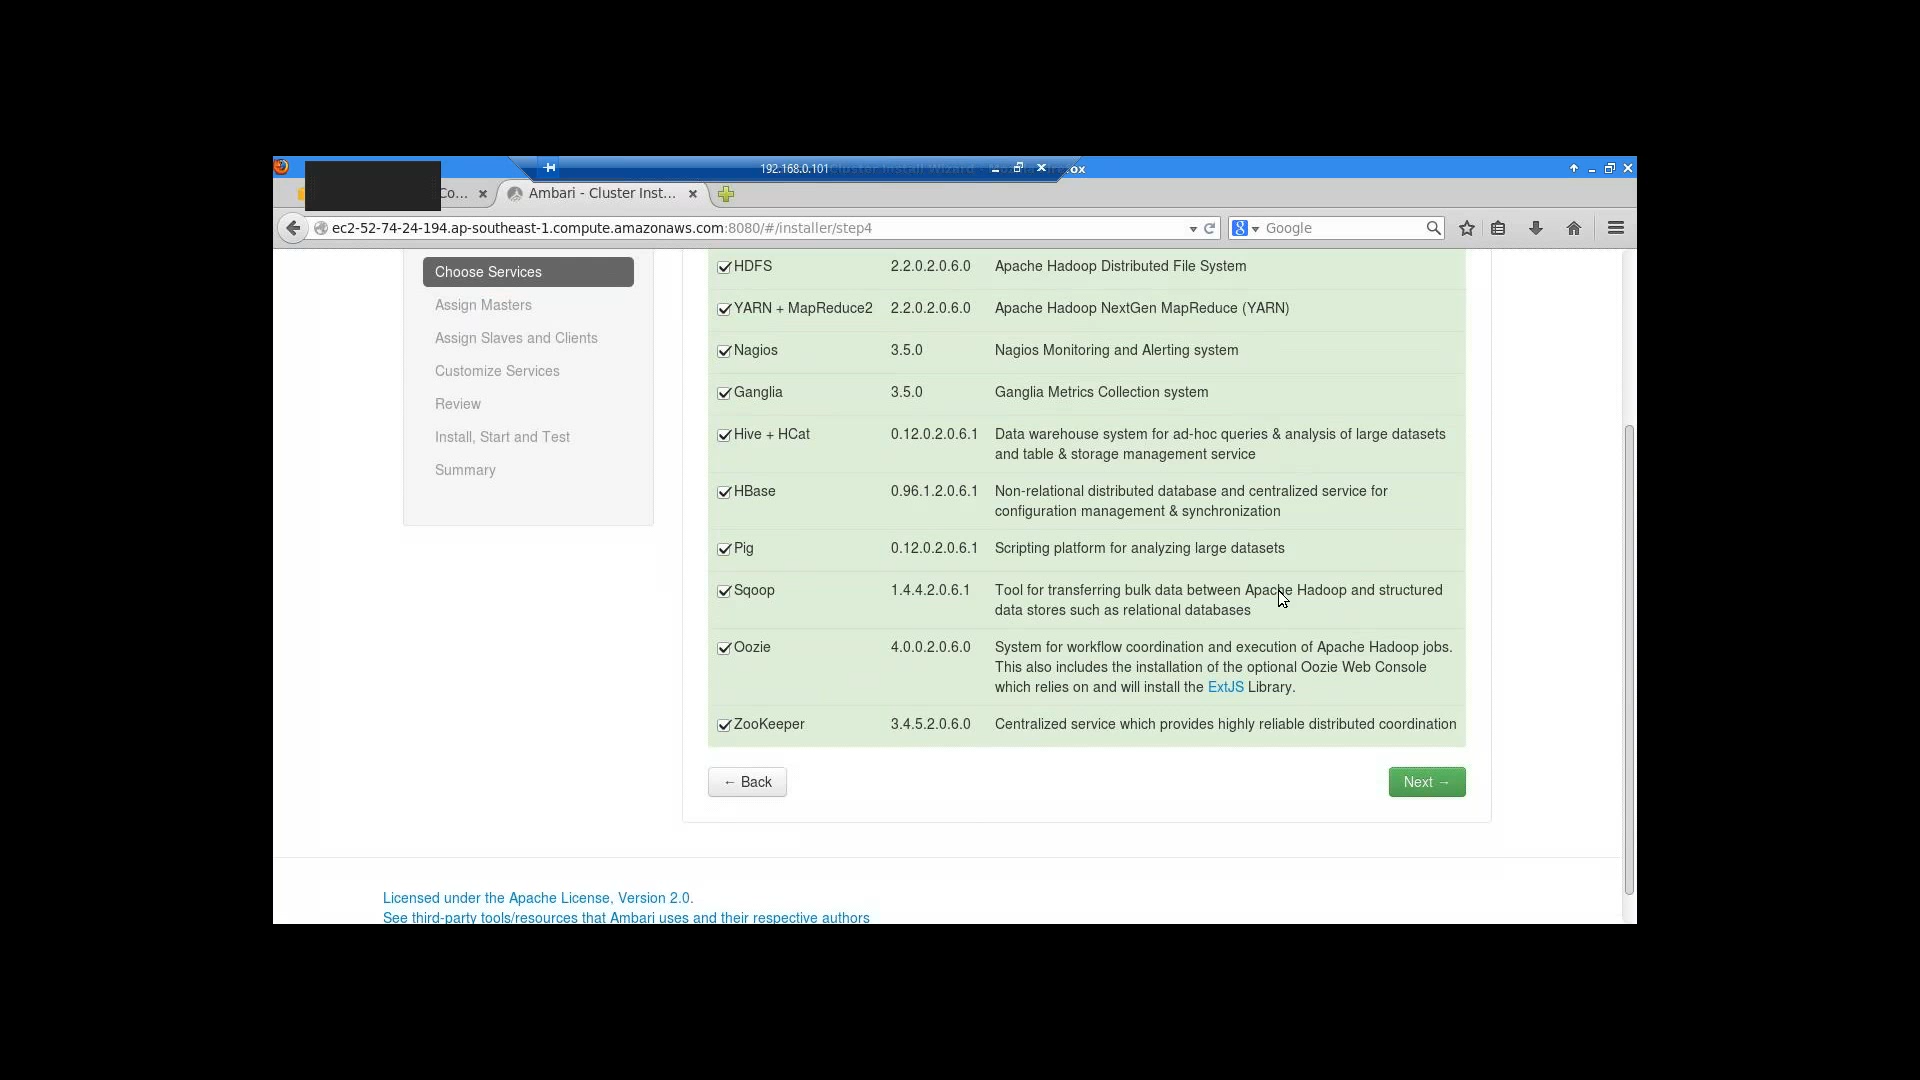 192.168.0.101
ox
Co...
Ambari - Cluster Inst...
ec2-52-74-24-194.ap-southeast-1.compute.amazonaws.com:8080/#/installer/step4
Google
Choose Services
Assign Masters
Assign Slaves and Clients
Customize Services
Review
Install, Start and Test
Summary
HDFS 2.2.0.2.0.6.0 Apache Hadoop Distributed File System
YARN + MapReduce2 2.2.0.2.0.6.0 Apache Hadoop NextGen MapReduce (YARN)
Nagios 3.5.0 Nagios Monitoring and Alerting system
Ganglia 3.5.0 Ganglia Metrics Collection system
Hive + HCat 0.12.0.2.0.6.1 Data warehouse system for ad-hoc queries & analysis of large datasets
and table & storage management service
HBase 0.96.1.2.0.6.1 Non-relational distributed database and centralized service for
configuration management & synchronization
Pig 0.12.0.2.0.6.1 Scripting platform for analyzing large datasets
Sqoop 1.4.4.2.0.6.1 Tool for transferring bulk data between Apache Hadoop and structured
data stores such as relational databases
Oozie 4.0.0.2.0.6.0 System for workflow coordination and execution of Apache Hadoop jobs.
This also includes the installation of the optional Oozie Web Console
which relies on and will install the ExtJS Library.
ZooKeeper 3.4.5.2.0.6.0 Centralized service which provides highly reliable distributed coordination
← Back
Next →
Licensed under the Apache License, Version 2.0.
See third-party tools/resources that Ambari uses and their respective authors